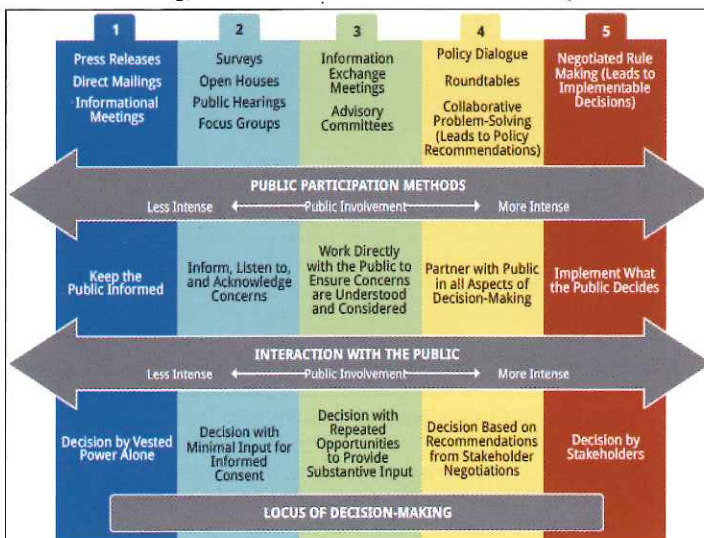 1
2
3
4
5
Press Releases
Direct Mailings
Informational
Meetings
Surveys
Open Houses
Public Hearings
Focus Groups
Information
Exchange
Meetings
Advisory
Committees
Policy Dialogue
Roundtables
Collaborative
Problem-Solving
(Leads to Policy
Recommendations)
Negotiated Rule
Making (Leads to
Implementable
Decisions)
PUBLIC PARTICIPATION METHODS
Less Intense Public Involvement More Intense
Keep the
Public Informed
Inform, Listen to,
and Acknowledge
Concerns
Work Directly
with the Public to
Ensure Concerns
are Understood
and Considered
Partner with Public
in all Aspects of
Decision-Making
Implement What
the Public Decides
INTERACTION WITH THE PUBLIC
Less Intense Public Involvement More Intense
Decision by Vested
Power Alone
Decision with
Minimal Input for
Informed
Consent
Decision with
Repeated
Opportunities
to Provide
Substantive Input
Decision Based on
Recommendations
from Stakeholder
Negotiations
Decision by
Stakeholders
LOCUS OF DECISION-MAKING